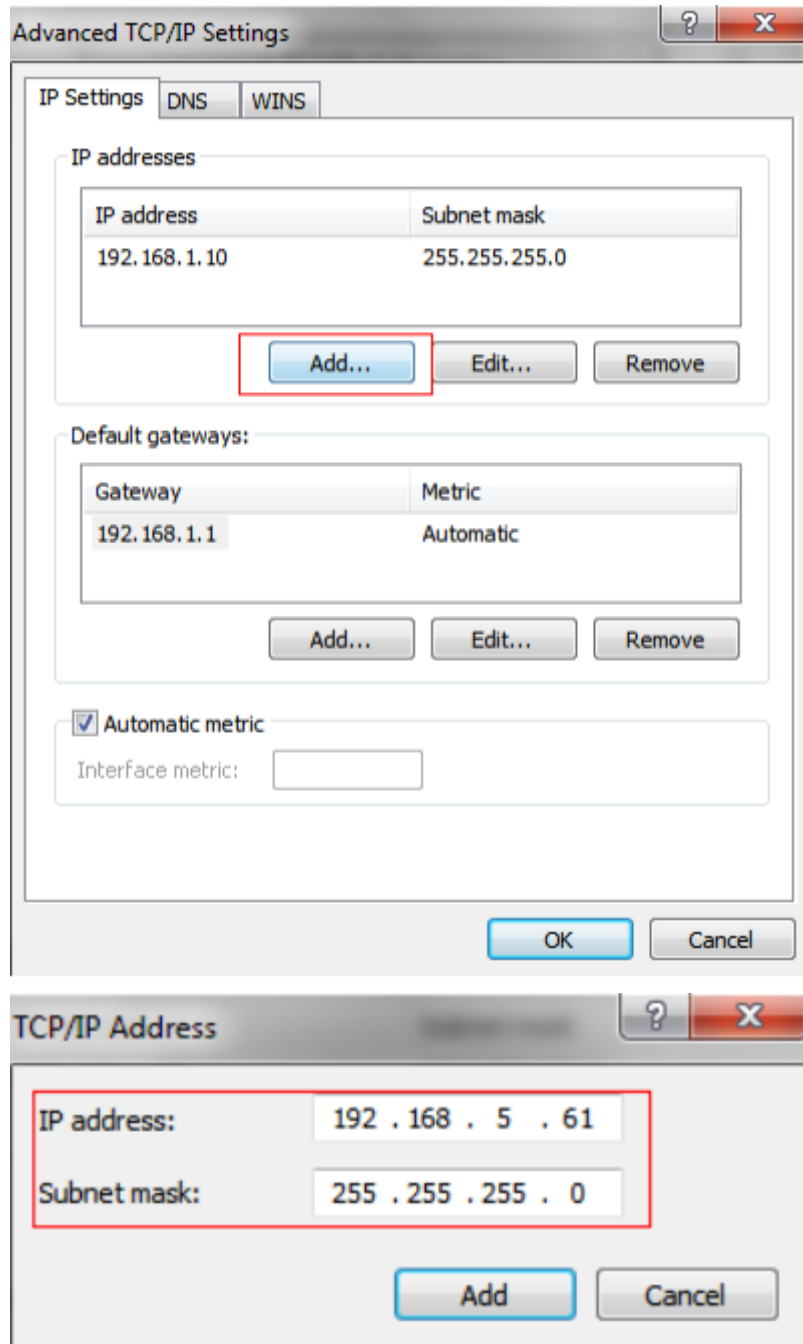 Advanced TCP/IP Settings
IP Settings DNS WINS
IP addresses
IP address Subnet mask
192.168.1.10 255.255.255.0
Add... Edit... Remove
Default gateways:
Gateway Metric
192.168.1.1 Automatic
Add... Edit... Remove
Automatic metric
Interface metric:
OK Cancel
TCP/IP Address
IP address: 192 . 168 . 5 . 61
Subnet mask: 255 . 255 . 255 . 0
Add Cancel